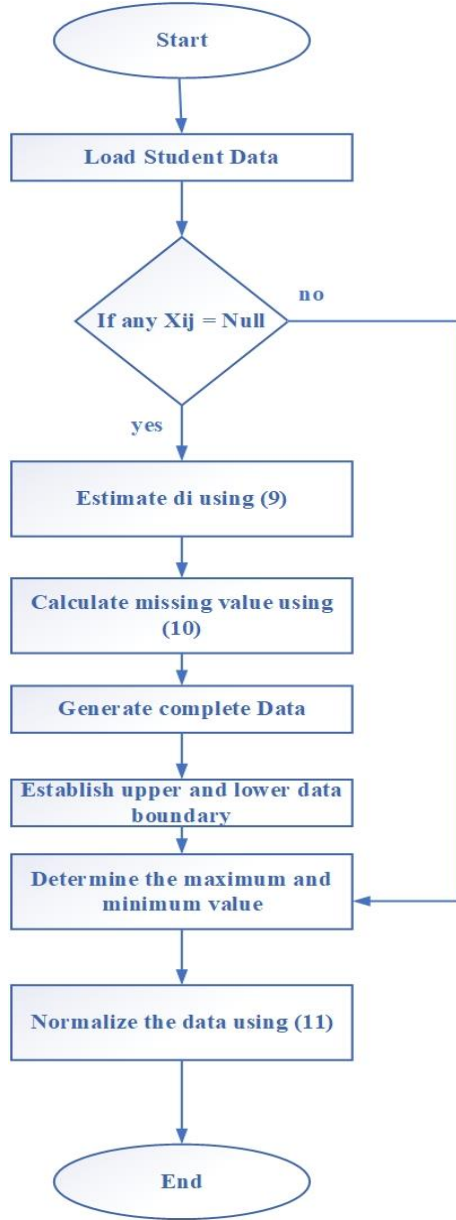 Start
Load Student Data
If any Xij = Null
no
yes
Estimate di using (9)
Calculate missing value using
(10)
Generate complete Data
Establish upper and lower data
boundary
Determine the maximum and
minimum value
Normalize the data using (11)
End